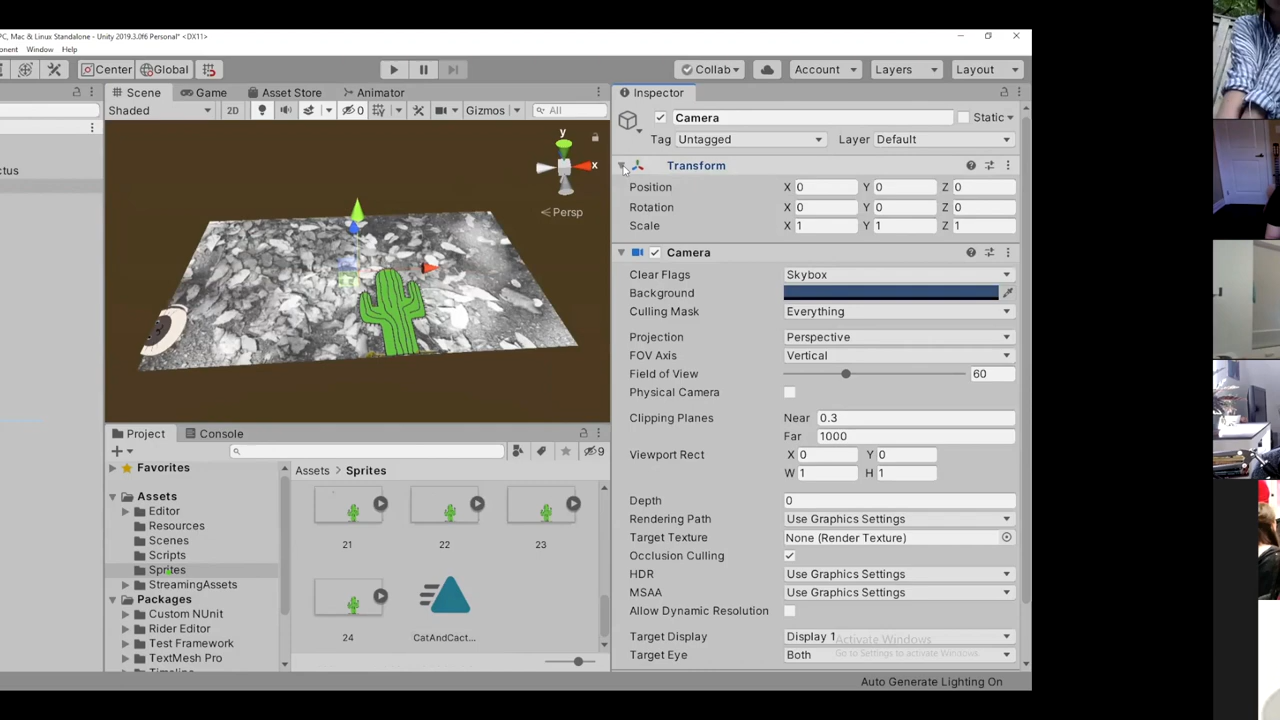 PC, Mac & Linux Standalone - Unity 2019.3.0f6 Personal* <DX11>
onent Window Help
Center Global Collab Account Layers Layout
Scene Game Asset Store Animator
Shaded 2D 0 Gizmos All
y
x
Persp
ctus
Inspector
Camera Static
Tag Untagged Layer Default
Transform
Position X 0 Y 0 Z 0
Rotation X 0 Y 0 Z 0
Scale X 1 Y 1 Z 1
Camera
Clear Flags Skybox
Background
Culling Mask Everything
Projection Perspective
FOV Axis Vertical
Field of View 60
Physical Camera
Clipping Planes Near 0.3
Far 1000
Viewport Rect X 0 Y 0
W 1 H 1
Depth 0
Rendering Path Use Graphics Settings
Target Texture None (Render Texture)
Occlusion Culling
HDR Use Graphics Settings
MSAA Use Graphics Settings
Allow Dynamic Resolution
Target Display Display 1
Target Eye Both
Activate Windows
Go to Settings to activate Windows.
Project Console
9
Favorites
Assets
Editor
Resources
Scenes
Scripts
Sprites
StreamingAssets
Packages
Custom NUnit
Rider Editor
Test Framework
TextMesh Pro
Timeline
Assets > Sprites
21 22 23
24 CatAndCact...
Auto Generate Lighting On